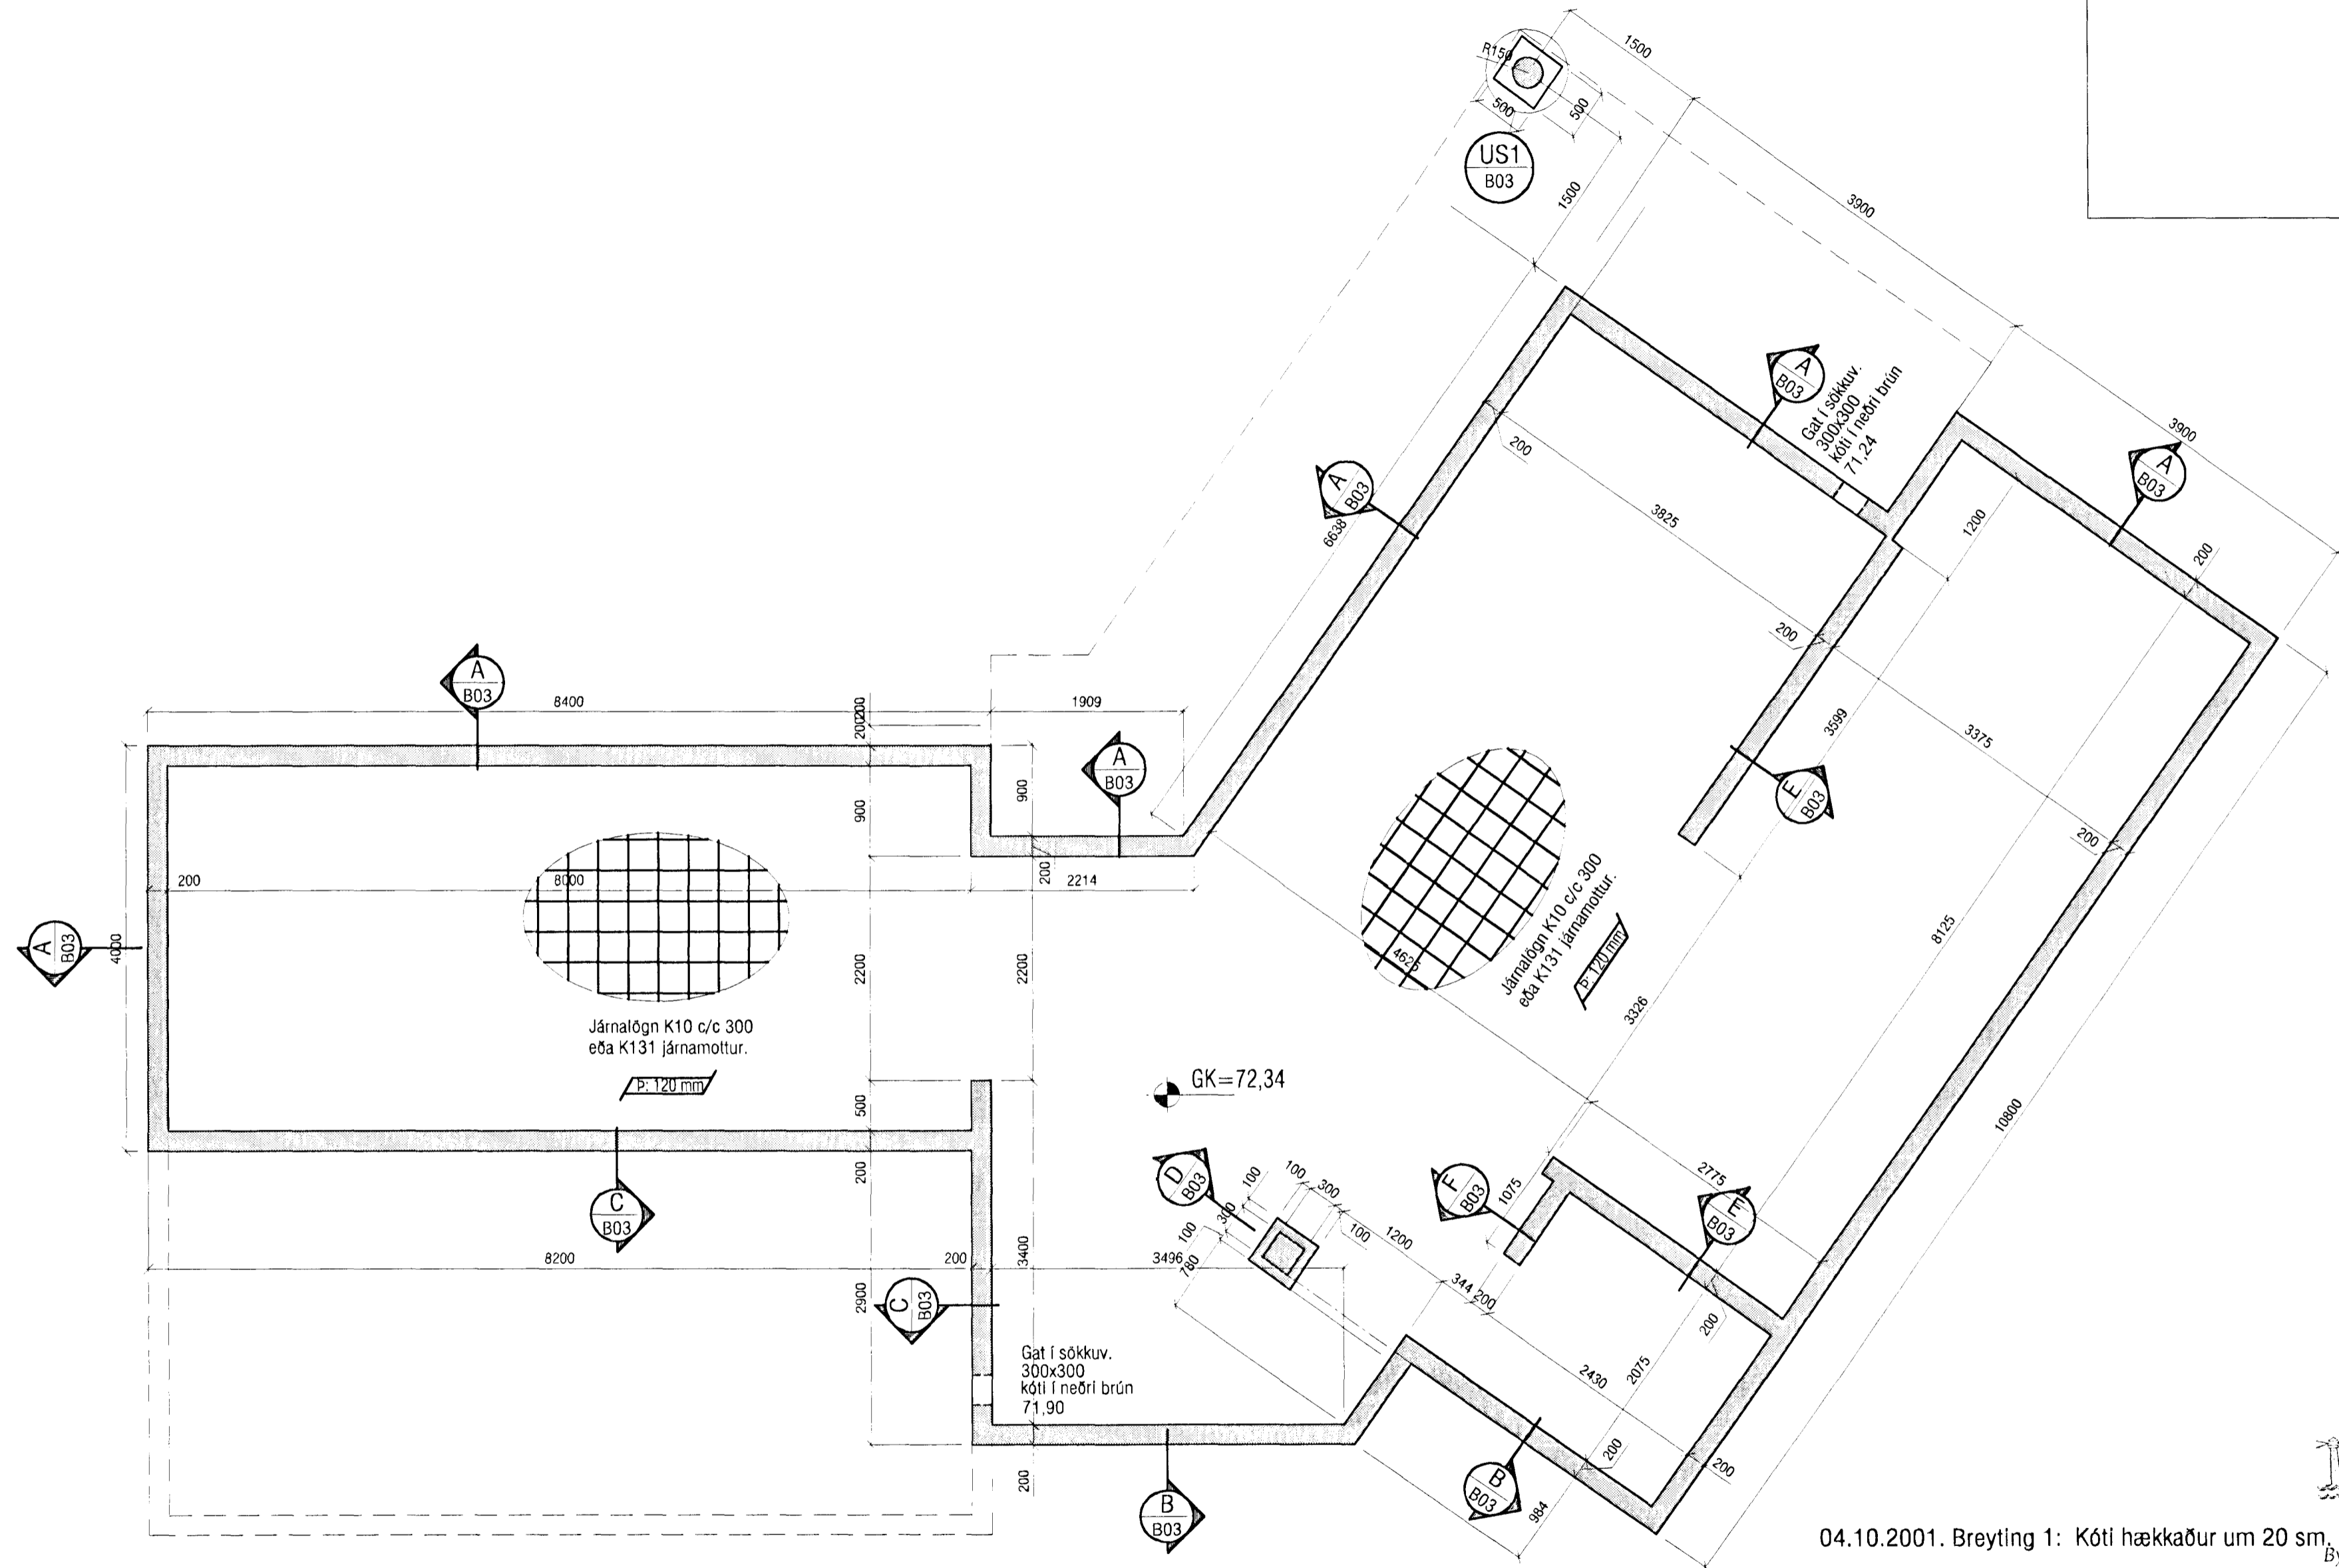 1500
R150
500
500
US1
B03
1500
3900
A
B03
Gat í sökkuv.
300x300
kóti í neðri brún
71,24
3900
A
B03
200
A
B03
6638
3825
1200
200
200
3599
3375
200
E
B03
A
B03
8400
200
200
1909
A
B03
900
900
200
8000
200
2214
A
B03
4000
2200
2200
4625
Járnalögn K10 c/c 300
eða K131 járnamottur.
Þ: 120 mm
8125
3326
10800
Járnalögn K10 c/c 300
eða K131 járnamottur.
Þ: 120 mm
GK=72,34
500
200
C
B03
D
B03
100
300
100
100
300
100
780
1200
F
B03
1075
2775
E
B03
8200
200
3400
3496
2900
C
B03
344
200
200
2430
2075
Gat í sökkuv.
300x300
kóti í neðri brún
71,90
200
B
B03
B
B03
200
200
984
04.10.2001. Breyting 1: Kóti hækkaður um 20 sm.